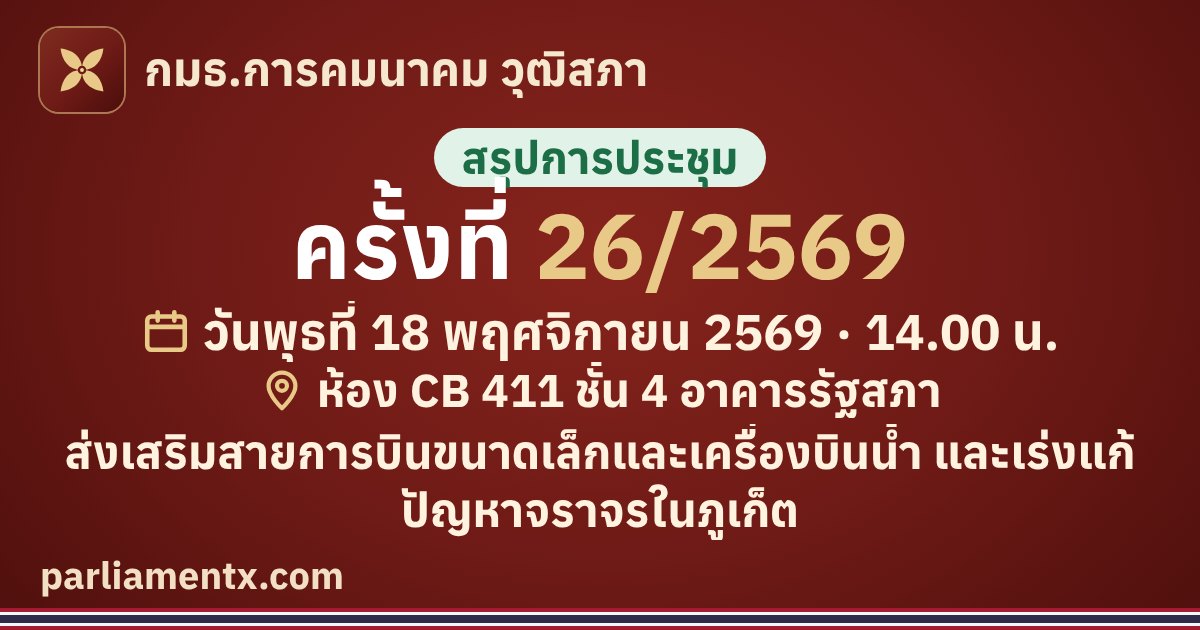 กมธ.การคมนาคม วุฒิสภา
สรุปการประชุม
ครั้งที่ 26/2569
วันพุธที่ 18 พฤศจิกายน 2569 · 14.00 น.
ห้อง CB 411 ชั้น 4 อาคารรัฐสภา
ส่งเสริมสายการบินขนาดเล็กและเครื่องบินน้ำ และเร่งแก้
ปัญหาจราจรในภูเก็ต
parliamentx.com